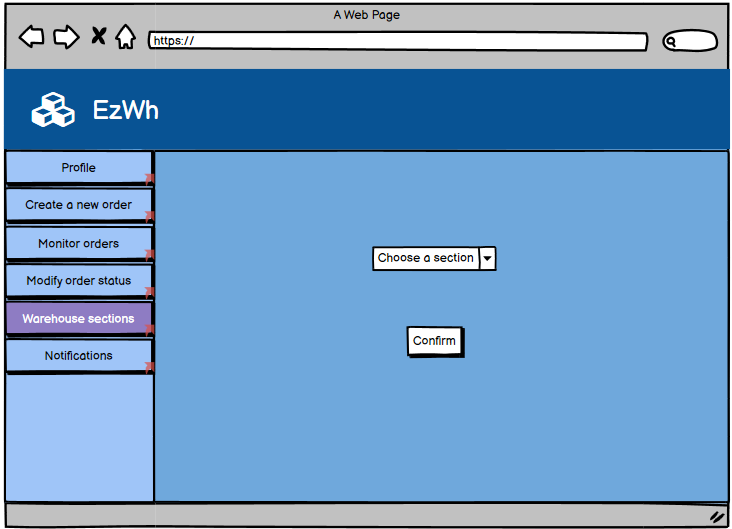 A Web Page
https://
EzWh
Profile
Create a new order
Monitor orders
Modify order status
Warehouse sections
Notifications
Choose a section
Confirm